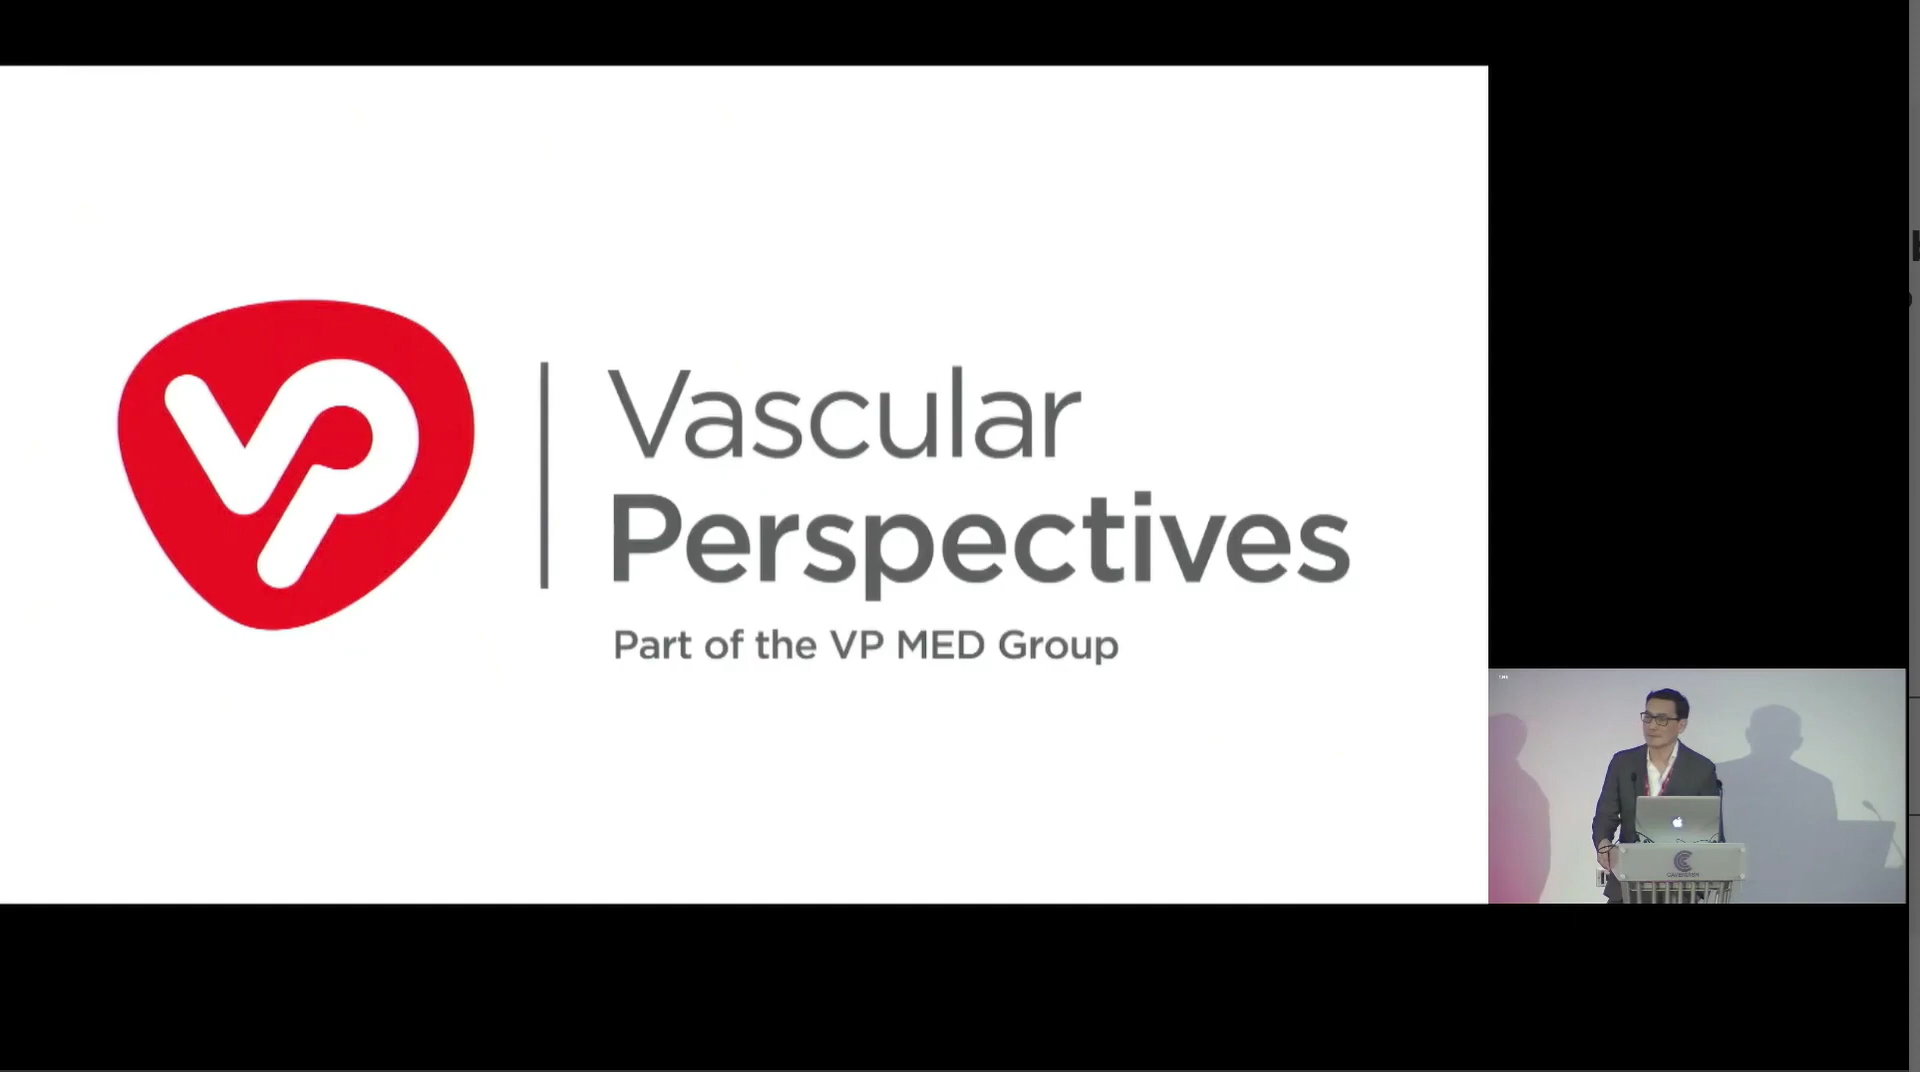 VP
Vascular
Perspectives
Part of the VP MED Group